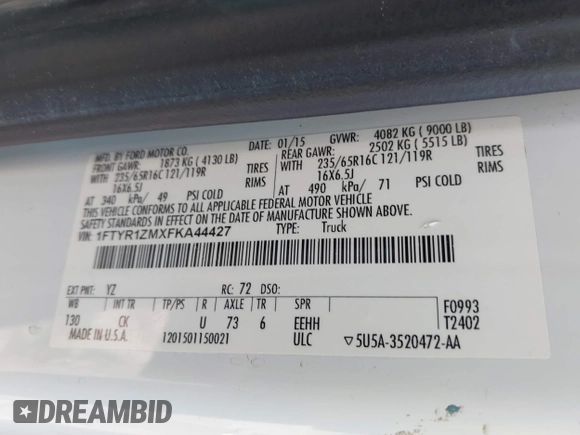 MFD. BY FORD MOTOR CO. DATE: 01/15 GVWR: 4082 KG ( 9000 LB)
FRONT GAWR: 1873 KG ( 4130 LB) REAR GAWR: 2502 KG ( 5515 LB)
WITH 235/65R16C 121/119R TIRES WITH 235/65R16C 121/119R TIRES
16X6.5J RIMS 16X6.5J RIMS
AT 340 kPa/ 49 PSI COLD AT 490 kPa/ 71 PSI COLD
THIS VEHICLE CONFORMS TO ALL APPLICABLE FEDERAL MOTOR VEHICLE
SAFETY STANDARDS IN EFFECT ON THE DATE OF MANUFACTURE SHOWN ABOVE.
VIN: 1FTYR1ZMXFKA44427 TYPE: Truck
EXT PNT: YZ RC: 72 DSO:
WB INT TR TP/PS R AXLE TR SPR F0993
130 CK U 73 6 EEHH T2402
MADE IN U.S.A. 1201501150021 ULC ▽5U5A-3520472-AA
DREAMBID